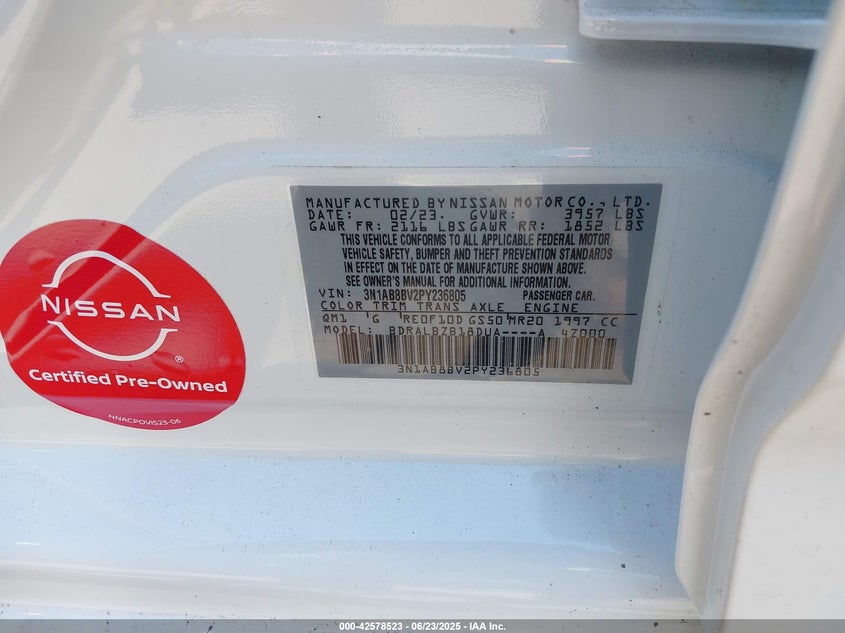 MANUFACTURED BY NISSAN MOTOR CO., LTD.
DATE: 02/23. GVWR: 3957 LBS
GAWR FR: 2116 LBS GAWR RR: 1852 LBS
THIS VEHICLE CONFORMS TO ALL APPLICABLE FEDERAL MOTOR
VEHICLE SAFETY, BUMPER AND THEFT PREVENTION STANDARDS
IN EFFECT ON THE DATE OF MANUFACTURE SHOWN ABOVE.
SEE OWNER'S MANUAL FOR ADDITIONAL INFORMATION.
VIN: 3N1AB8BV2PY236805 PASSENGER CAR.
COLOR TRIM TRANS AXLE ENGINE
QM1 G RE0F10D GS50 MR20 1997 CC
MODEL: BDRALBZB18DUA----A 4Z000
3N1AB8BV2PY236805
NISSAN
®
Certified Pre-Owned
NNACPOVIS23-06
000-42578523 | 06/23/2025 | IAA Inc.